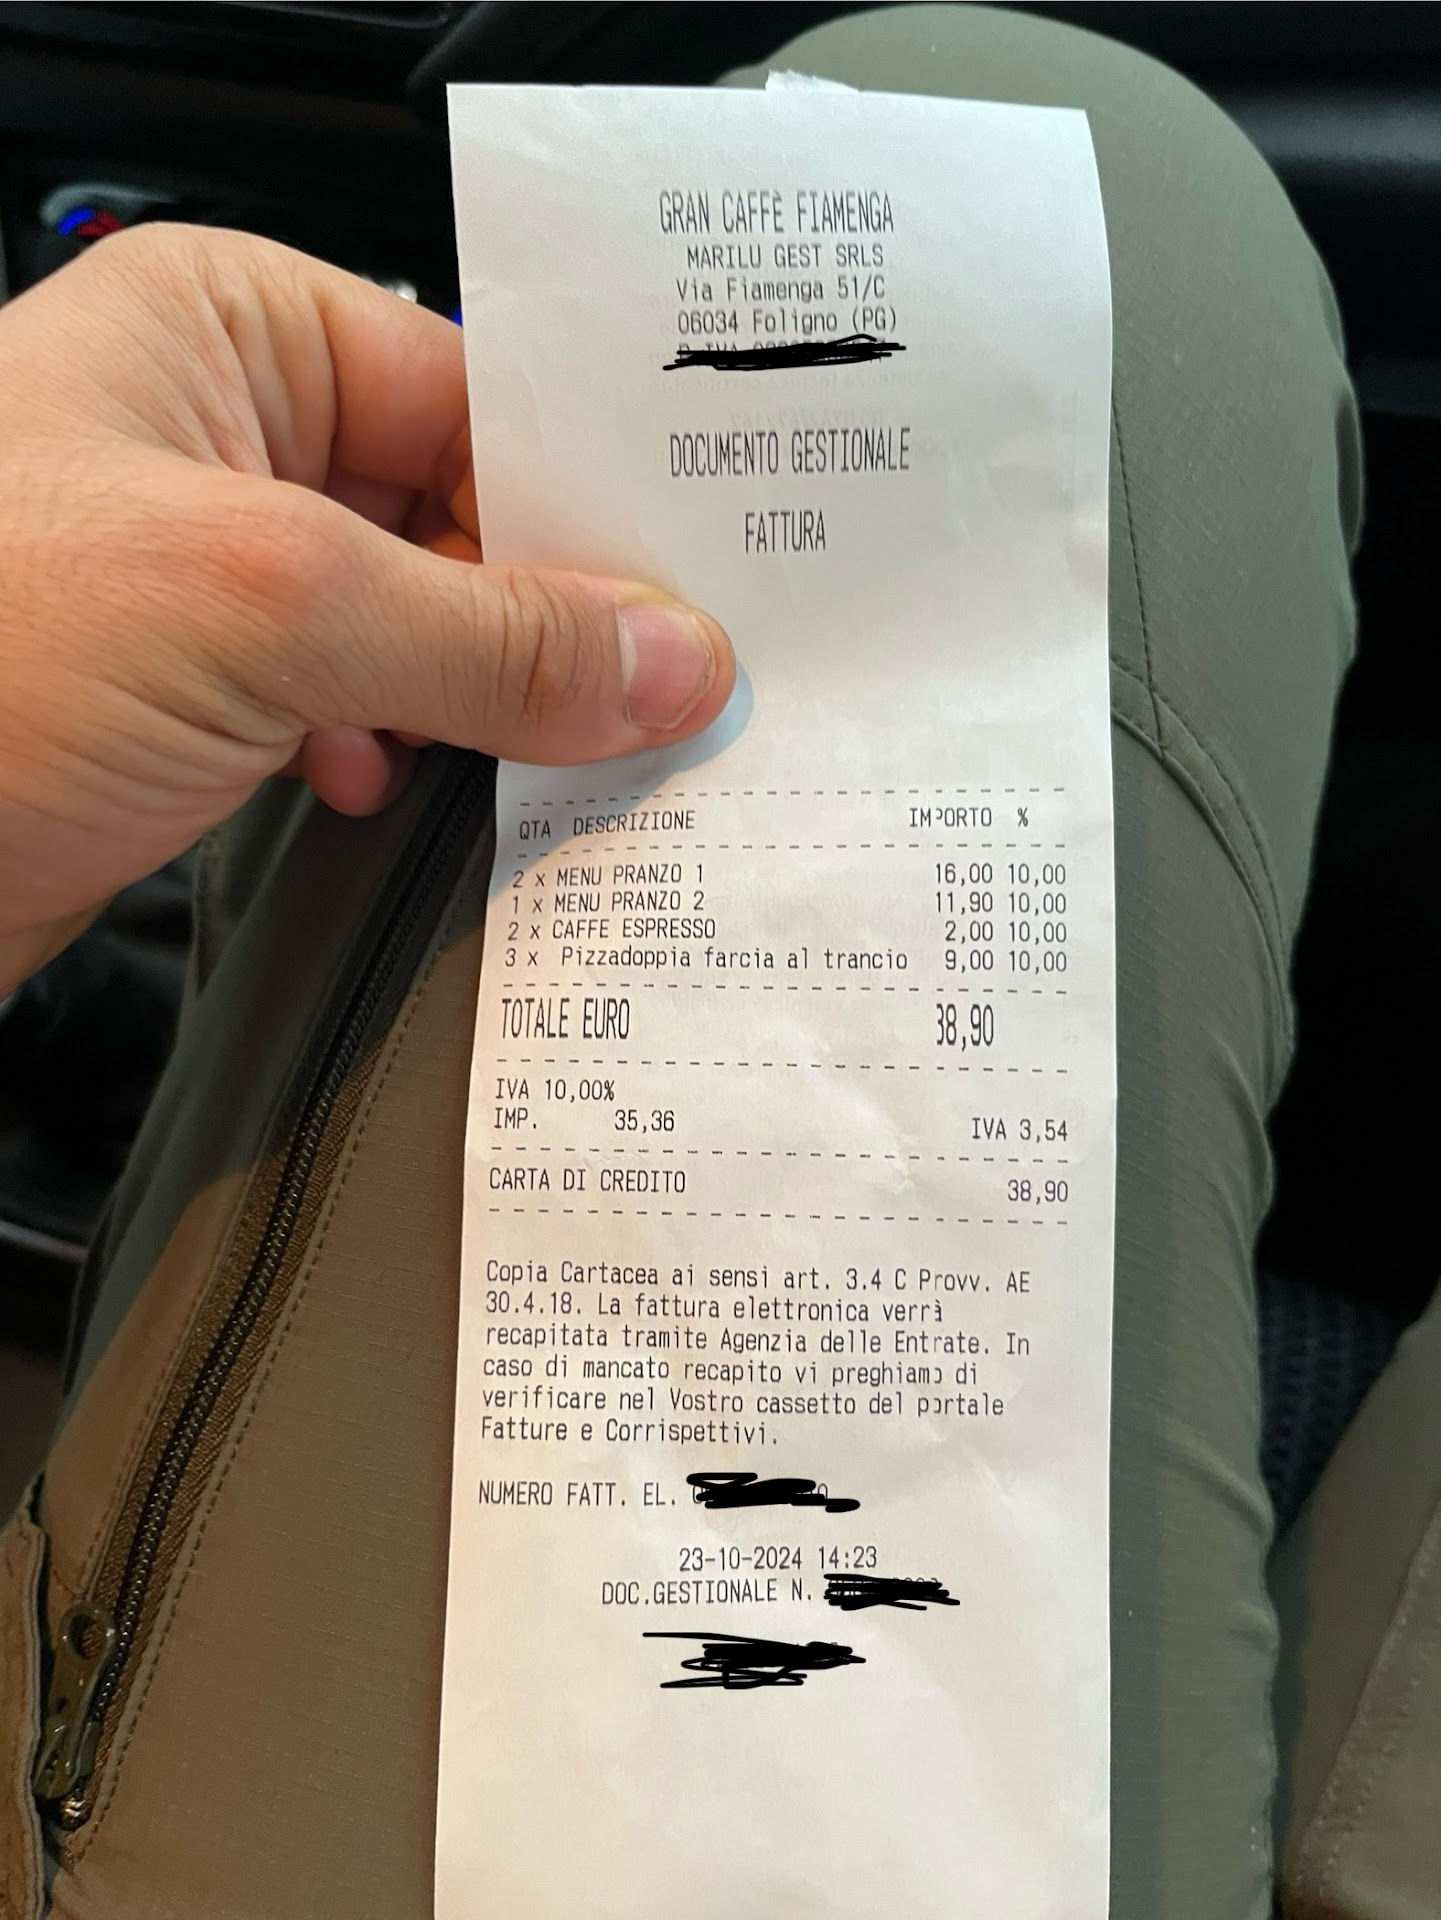 GRAN CAFFÈ FIAMENGA
MARILU GEST SRLS
Via Fiamenga 51/C
06034 Foligno (PG)
DOCUMENTO GESTIONALE
FATTURA
QTA DESCRIZIONE IMPORTO %
2 x MENU PRANZO 1 16,00 10,00
1 x MENU PRANZO 2 11,90 10,00
2 x CAFFE ESPRESSO 2,00 10,00
3 x Pizzadoppia farcia al trancio 9,00 10,00
TOTALE EURO 38,90
IVA 10,00%
IMP. 35,36 IVA 3,54
CARTA DI CREDITO 38,90
Copia Cartacea ai sensi art. 3.4 C Provv. AE
30.4.18. La fattura elettronica verrà
recapitata tramite Agenzia delle Entrate. In
caso di mancato recapito vi preghiamo di
verificare nel Vostro cassetto del portale
Fatture e Corrispettivi.
NUMERO FATT. EL.
23-10-2024 14:23
DOC.GESTIONALE N.